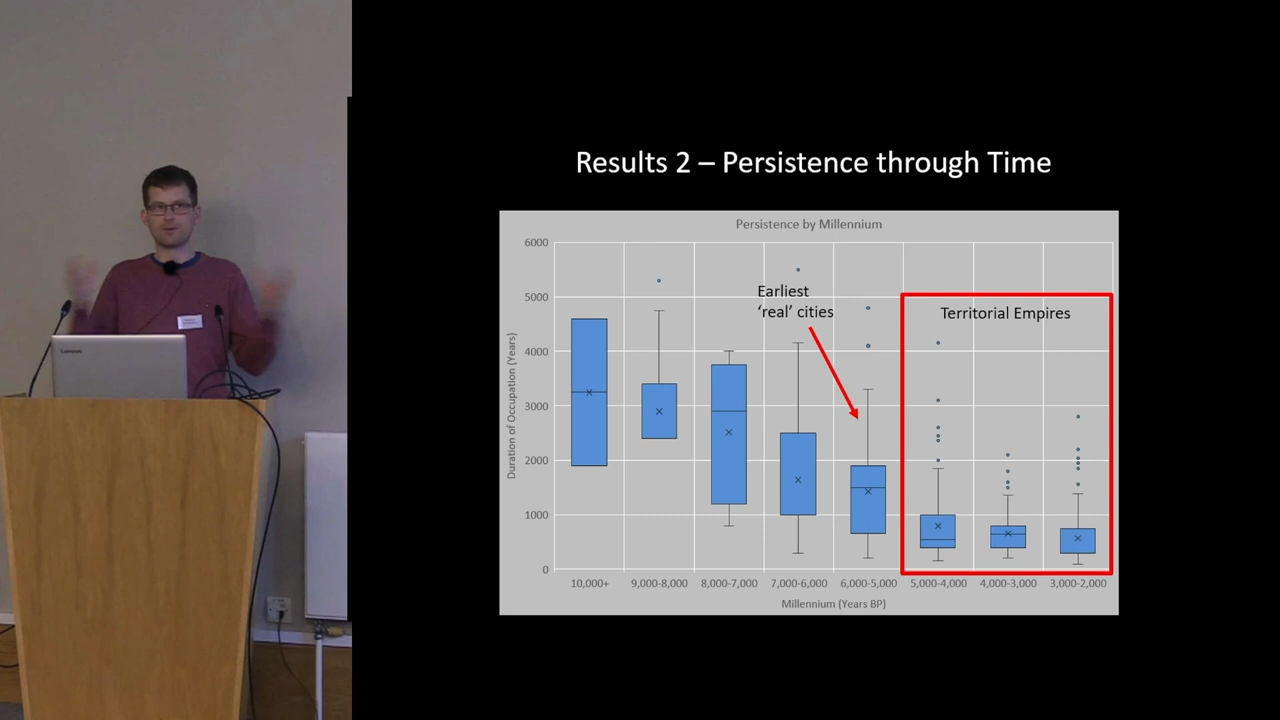 Results 2 – Persistence through Time
Persistence by Millennium
6000
5000
4000
3000
2000
1000
0
Duration of Occupation (Years)
Earliest
‘real’ cities
Territorial Empires
10,000+
9,000-8,000
8,000-7,000
7,000-6,000
6,000-5,000
5,000-4,000
4,000-3,000
3,000-2,000
Millennium (Years BP)
Lenovo